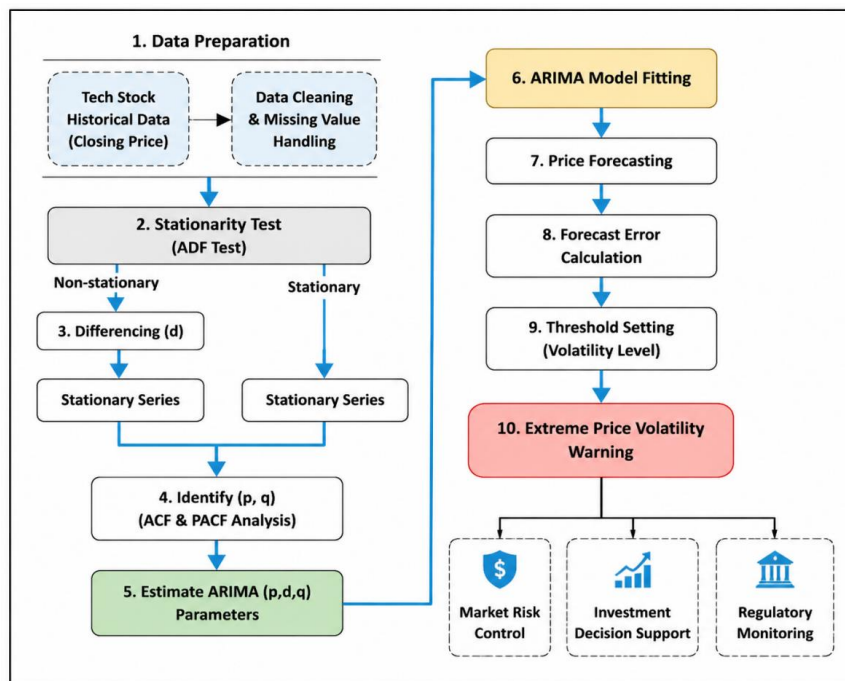 1. Data Preparation
Tech Stock
Historical Data
(Closing Price)
Data Cleaning
& Missing Value
Handling
2. Stationarity Test
(ADF Test)
Non-stationary
Stationary
3. Differencing (d)
Stationary Series
Stationary Series
4. Identify (p, q)
(ACF & PACF Analysis)
5. Estimate ARIMA (p,d,q)
Parameters
6. ARIMA Model Fitting
7. Price Forecasting
8. Forecast Error
Calculation
9. Threshold Setting
(Volatility Level)
10. Extreme Price Volatility
Warning
$
Market Risk
Control
Investment
Decision Support
Regulatory
Monitoring